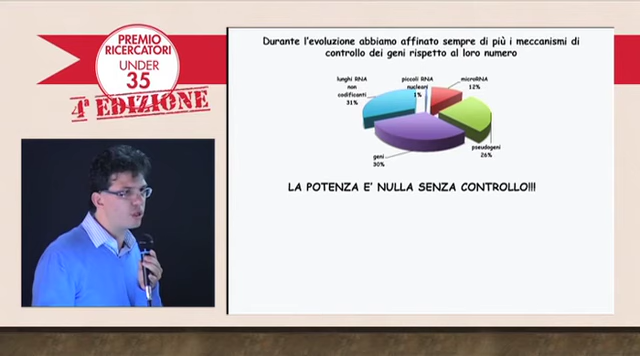 PREMIO
RICERCATORI
UNDER
35
4ª EDIZIONE
Durante l'evoluzione abbiamo affinato sempre di più i meccanismi di
controllo dei geni rispetto al loro numero
lunghi RNA
non
codificanti
31%
piccoli RNA
nucleari
1%
microRNA
12%
pseudogeni
26%
geni
30%
LA POTENZA E' NULLA SENZA CONTROLLO!!!